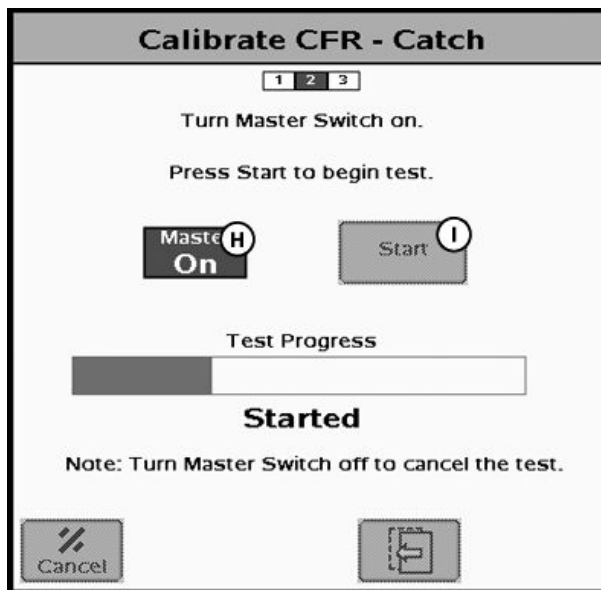 Calibrate CFR - Catch
1 2 3
Turn Master Switch on.
Press Start to begin test.
Maste H
On
Start I
Test Progress
Started
Note: Turn Master Switch off to cancel the test.
Cancel